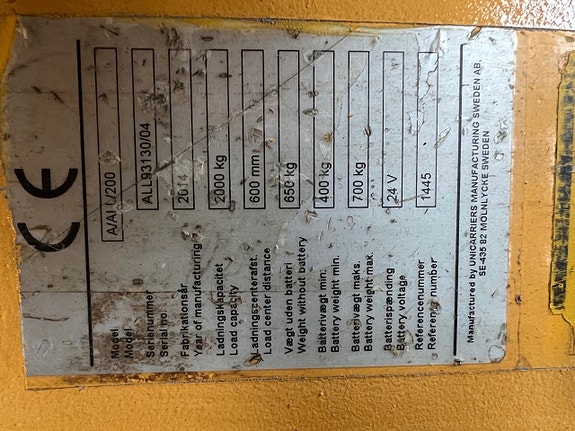 CE
Model
Model A/ALL/200
Serienummer
Serial no. ALL93130/04
Fabrikationsår
Year of manufacturing 2014
Ladningskapacitet
Load capacity 2000 kg
Ladningscenterafst.
Load center distance 600 mm
Vægt uden batteri
Weight without battery 650 kg
Batterivægt min.
Battery weight min. 400 kg
Batterivægt maks.
Battery weight max. 700 kg
Batterispænding
Battery voltage 24 V
Referencenummer
Reference number 1445
Manufactured by UNICARRIERS MANUFACTURING SWEDEN AB.
SE-435 82 MÖLNLYCKE SWEDEN